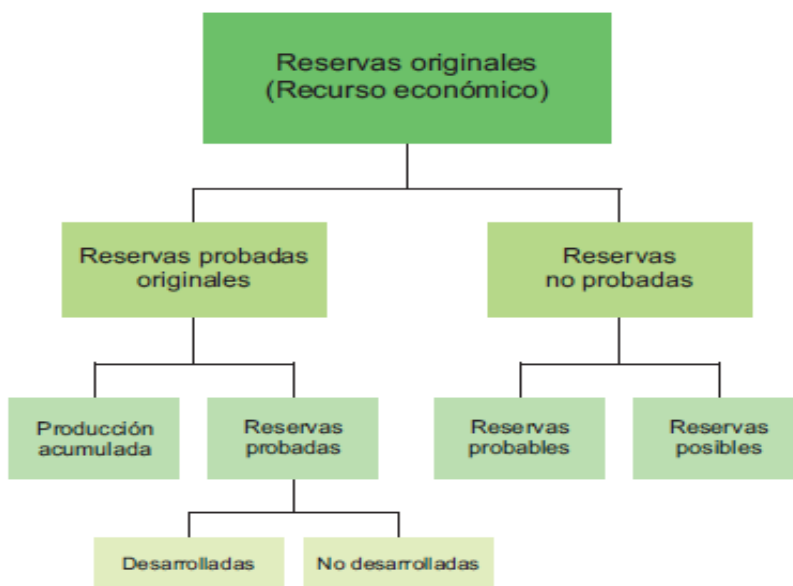 Reservas originales
(Recurso económico)
Reservas probadas
originales
Reservas
no probadas
Producción
acumulada
Reservas
probadas
Reservas
probables
Reservas
posibles
Desarrolladas
No desarrolladas